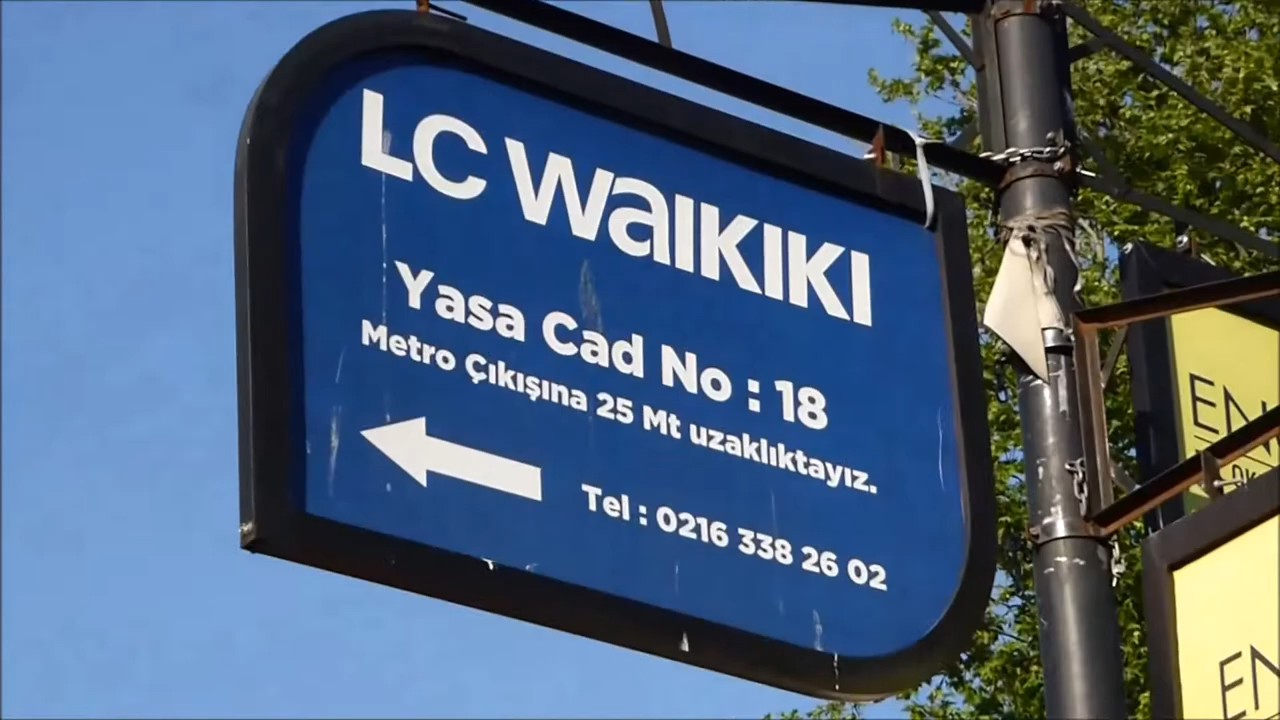 LC WAIKIKI
Yasa Cad No : 18
Metro Çıkışına 25 Mt uzaklıktayız.
Tel : 0216 338 26 02